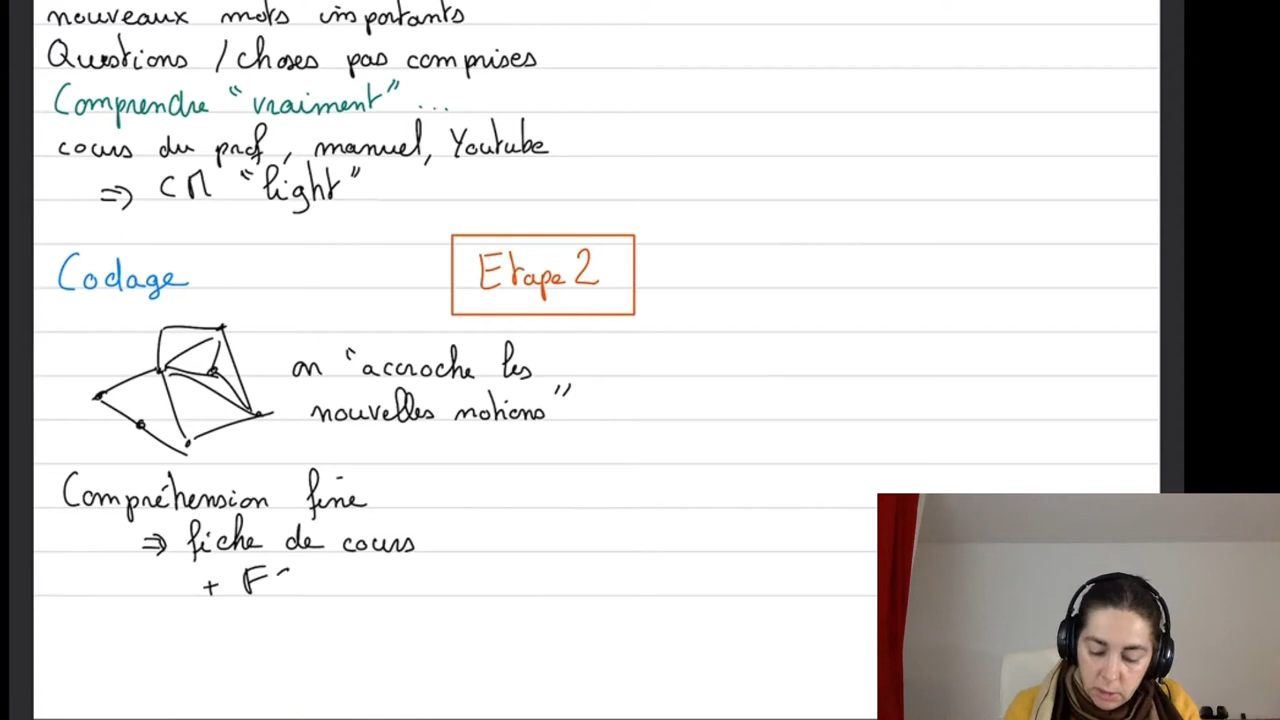 nouveaux mots importants
Questions / choses pas comprises
Comprendre "vraiment" ...
cours du prof, manuel, Youtube
⇒ CM "light"
Codage
Etape 2
on "accroche les
nouvelles notions"
Compréhension fine
⇒ fiche de cours
+ F